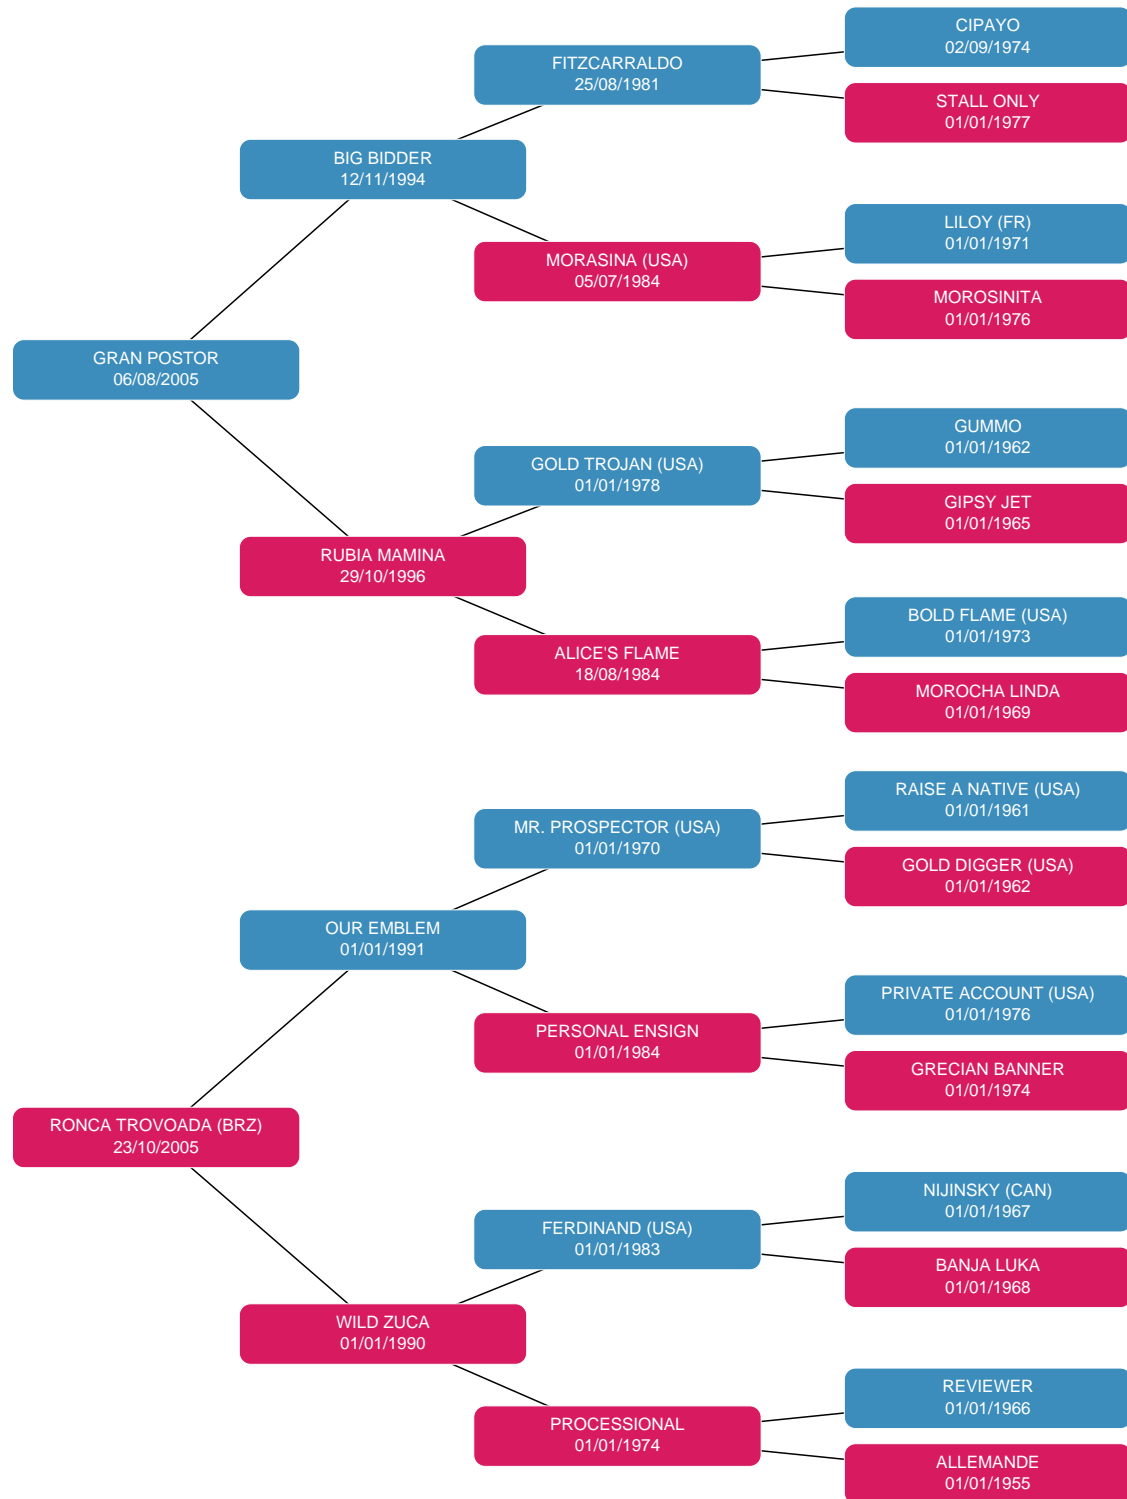 CIPAYO
02/09/1974
FITZCARRALDO
25/08/1981
STALL ONLY
01/01/1977
BIG BIDDER
12/11/1994
LILOY (FR)
01/01/1971
MORASINA (USA)
05/07/1984
MOROSINITA
01/01/1976
GRAN POSTOR
06/08/2005
GUMMO
01/01/1962
GOLD TROJAN (USA)
01/01/1978
GIPSY JET
01/01/1965
RUBIA MAMINA
29/10/1996
BOLD FLAME (USA)
01/01/1973
ALICE'S FLAME
18/08/1984
MOROCHA LINDA
01/01/1969
RAISE A NATIVE (USA)
01/01/1961
MR. PROSPECTOR (USA)
01/01/1970
GOLD DIGGER (USA)
01/01/1962
OUR EMBLEM
01/01/1991
PRIVATE ACCOUNT (USA)
01/01/1976
PERSONAL ENSIGN
01/01/1984
GRECIAN BANNER
01/01/1974
RONCA TROVOADA (BRZ)
23/10/2005
NIJINSKY (CAN)
01/01/1967
FERDINAND (USA)
01/01/1983
BANJA LUKA
01/01/1968
WILD ZUCA
01/01/1990
REVIEWER
01/01/1966
PROCESSIONAL
01/01/1974
ALLEMANDE
01/01/1955